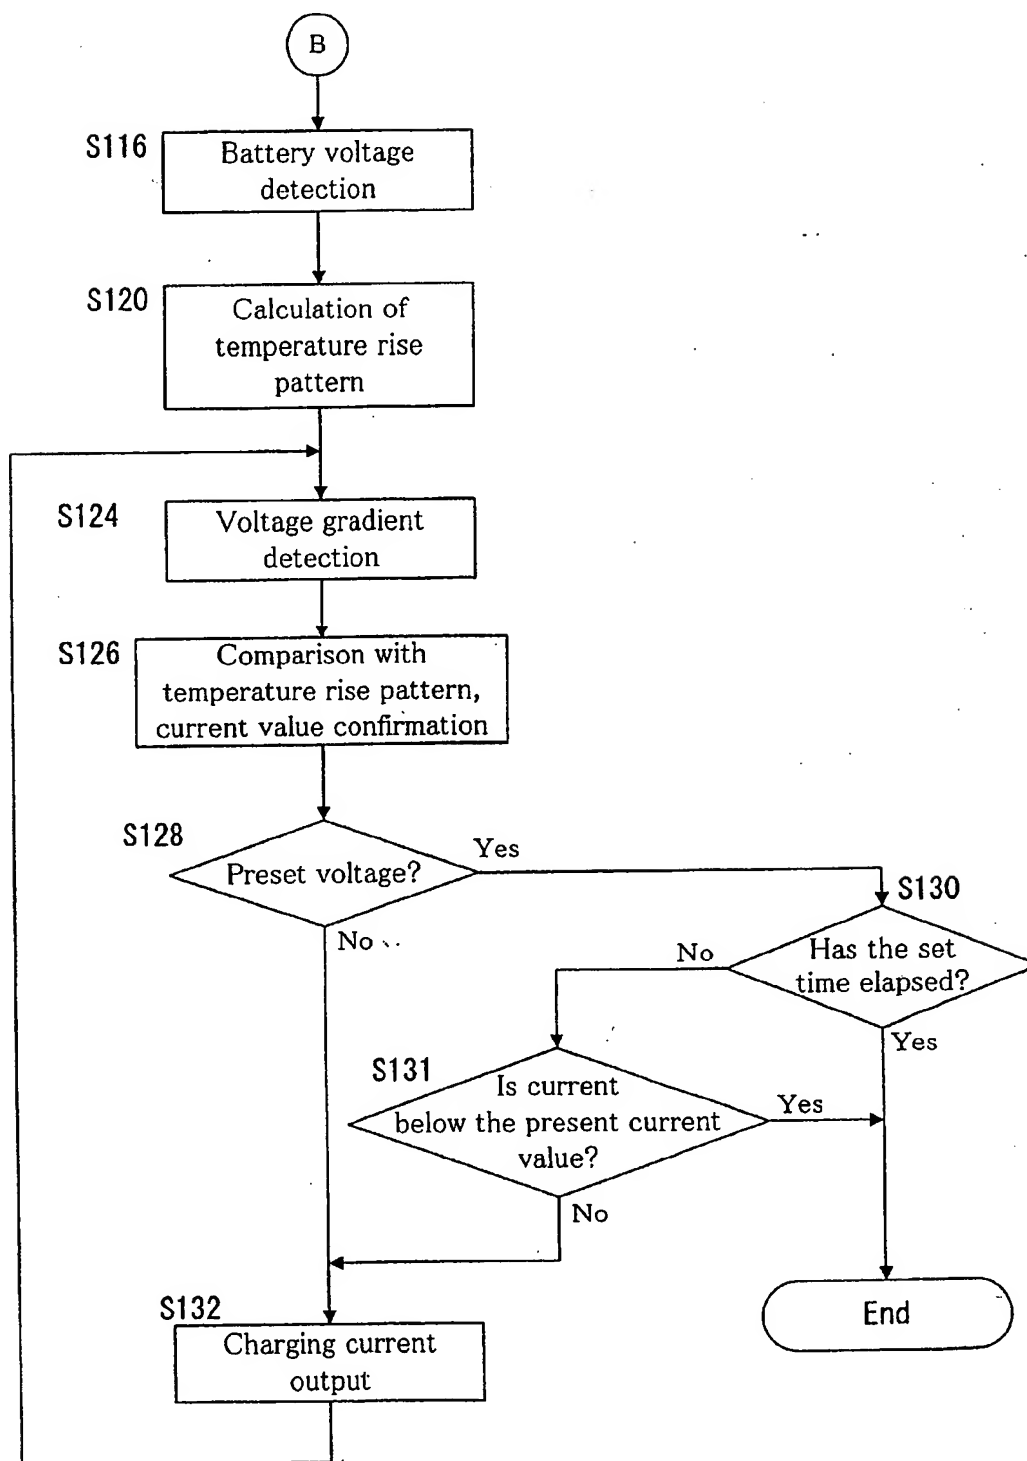 B
S116
Battery voltage
detection
S120
Calculation of
temperature rise
pattern
S124
Voltage gradient
detection
S126
Comparison with
temperature rise pattern,
current value confirmation
S128
Preset voltage?
Yes
No
S130
Has the set
time elapsed?
No
Yes
S131
Is current
below the present current
value?
Yes
No
S132
Charging current
output
End